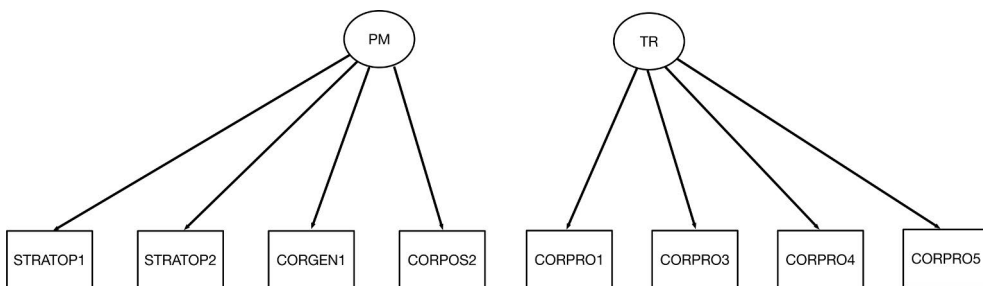 PM
TR
STRATOP1
STRATOP2
CORGEN1
CORPOS2
CORPRO1
CORPRO3
CORPRO4
CORPRO5